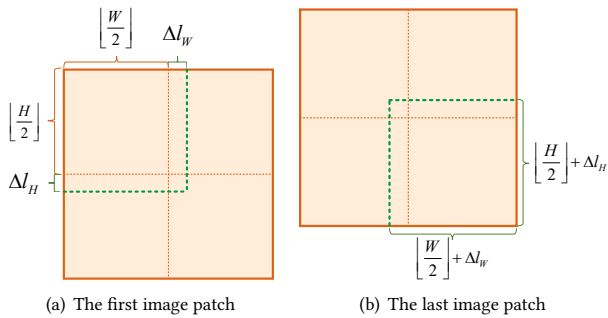 ⌊W/2⌋ Δl_W
⌊H/2⌋
Δl_H
(a) The first image patch
⌊H/2⌋ + Δl_H
⌊W/2⌋ + Δl_W
(b) The last image patch